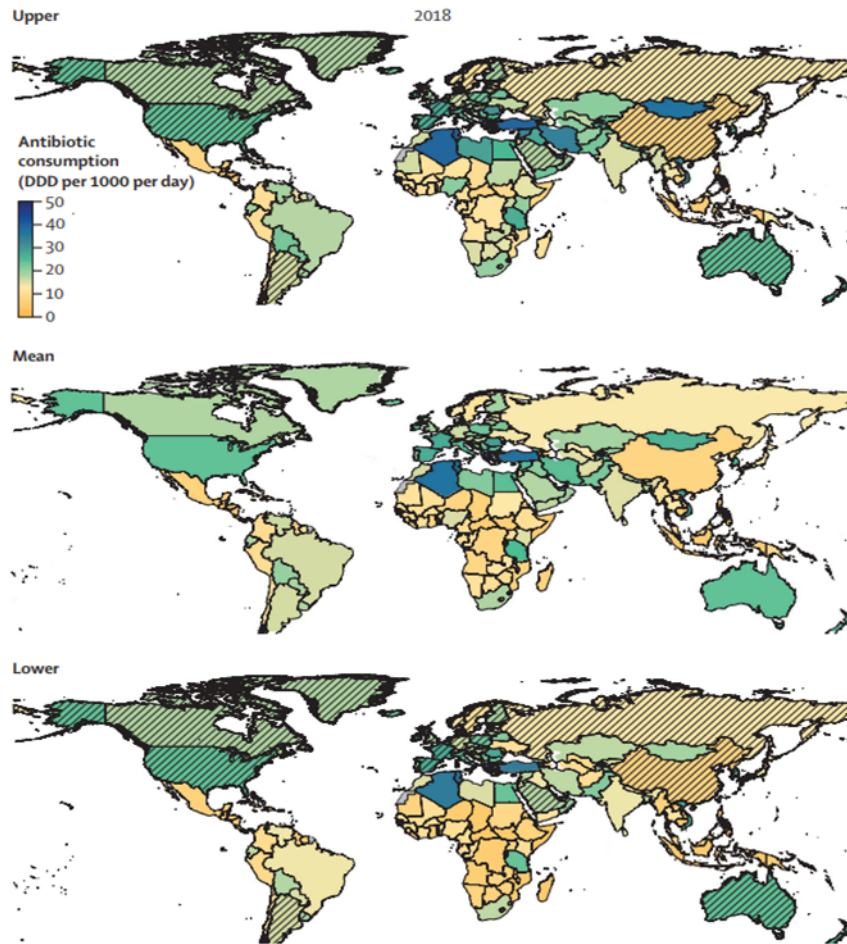 Upper
2018
Antibiotic
consumption
(DDD per 1000 per day)
50
40
30
20
10
0
Mean
Lower